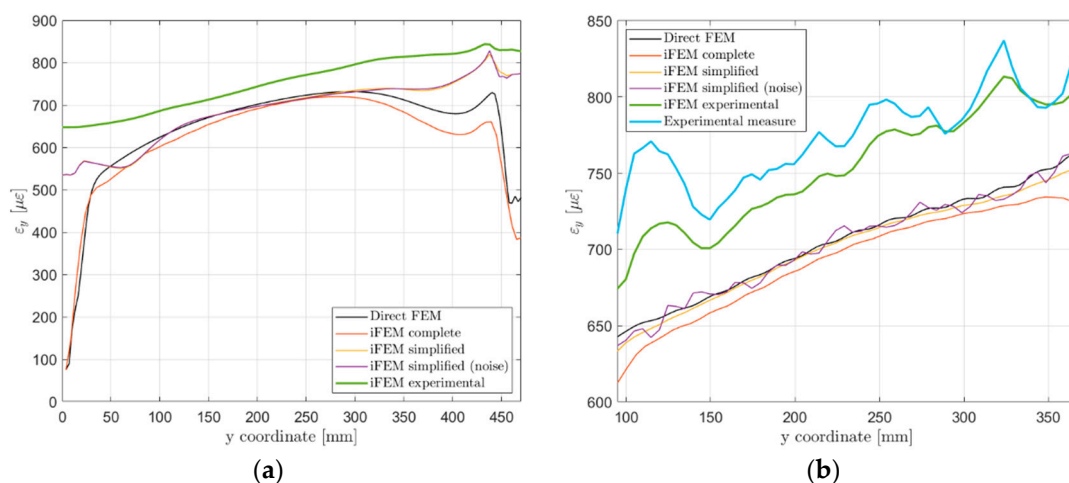 (a)
900
800
700
600
500
400
300
200
100
0
εy [με]
Direct FEM
iFEM complete
iFEM simplified
iFEM simplified (noise)
iFEM experimental
0 50 100 150 200 250 300 350 400 450
y coordinate [mm]
(a)
(b)
850
800
750
700
650
600
εy [με]
Direct FEM
iFEM complete
iFEM simplified
iFEM simplified (noise)
iFEM experimental
Experimental measure
100 150 200 250 300 350
y coordinate [mm]
(b)